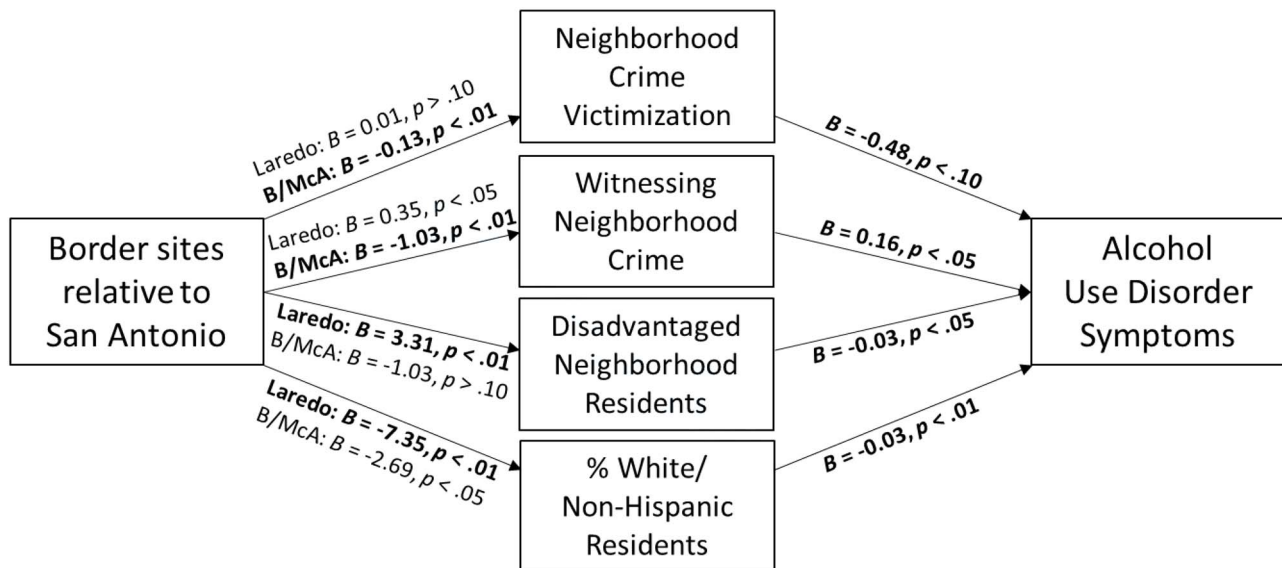 Neighborhood
Crime
Victimization
Laredo: B = 0.01, p > .10
B/McA: B = -0.13, p < .01
B = -0.48, p < .10
Witnessing
Neighborhood
Crime
Laredo: B = 0.35, p < .05
B/McA: B = -1.03, p < .01
B = 0.16, p < .05
Border sites
relative to
San Antonio
Alcohol
Use Disorder
Symptoms
Laredo: B = 3.31, p < .01
B/McA: B = -1.03, p > .10
Disadvantaged
Neighborhood
Residents
B = -0.03, p < .05
Laredo: B = -7.35, p < .01
B/McA: B = -2.69, p < .05
% White/
Non-Hispanic
Residents
B = -0.03, p < .01